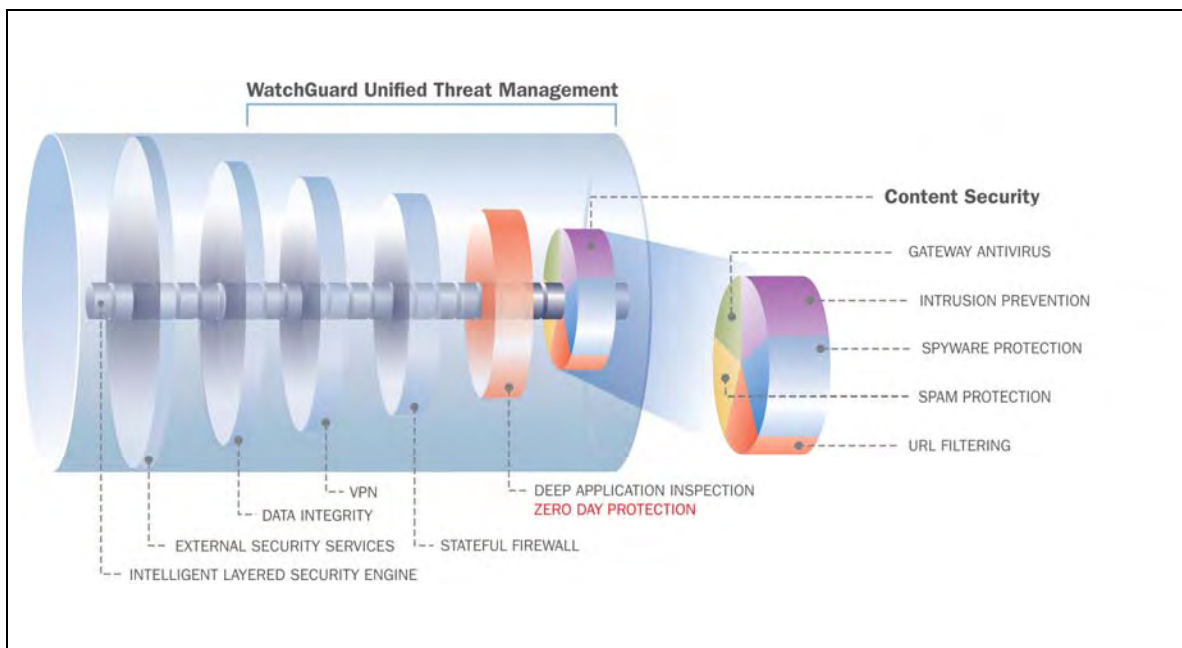 WatchGuard Unified Threat Management
Content Security
GATEWAY ANTIVIRUS
INTRUSION PREVENTION
SPYWARE PROTECTION
SPAM PROTECTION
URL FILTERING
VPN
DATA INTEGRITY
EXTERNAL SECURITY SERVICES
INTELLIGENT LAYERED SECURITY ENGINE
DEEP APPLICATION INSPECTION
ZERO DAY PROTECTION
STATEFUL FIREWALL